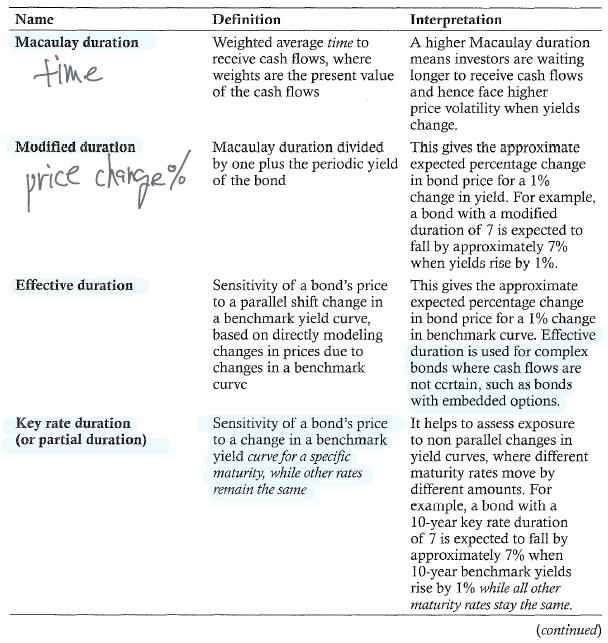 Name Definition Interpretation
Macaulay duration
time
Weighted average time to
receive cash flows, where
weights are the present value
of the cash flows
A higher Macaulay duration
means investors are waiting
longer to receive cash flows
and hence face higher
price volatility when yields
change.
Modified duration
price change%
Macaulay duration divided
by one plus the periodic yield
of the bond
This gives the approximate
expected percentage change
in bond price for a 1%
change in yield. For example,
a bond with a modified
duration of 7 is expected to
fall by approximately 7%
when yields rise by 1%.
Effective duration
Sensitivity of a bond's price
to a parallel shift change in
a benchmark yield curve,
based on directly modeling
changes in prices due to
changes in a benchmark
curve
This gives the approximate
expected percentage change
in bond price for a 1% change
in benchmark curve. Effective
duration is used for complex
bonds where cash flows are
not certain, such as bonds
with embedded options.
Key rate duration
(or partial duration)
Sensitivity of a bond's price
to a change in a benchmark
yield curve for a specific
maturity, while other rates
remain the same
It helps to assess exposure
to non parallel changes in
yield curves, where different
maturity rates move by
different amounts. For
example, a bond with a
10-year key rate duration
of 7 is expected to fall by
approximately 7% when
10-year benchmark yields
rise by 1% while all other
maturity rates stay the same.
(continued)